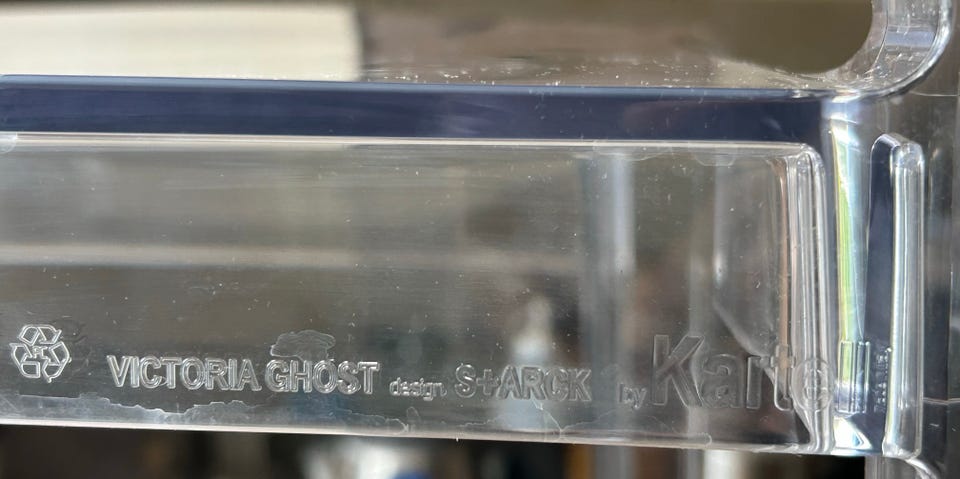 VICTORIA GHOST design S+ARCK by Kartell